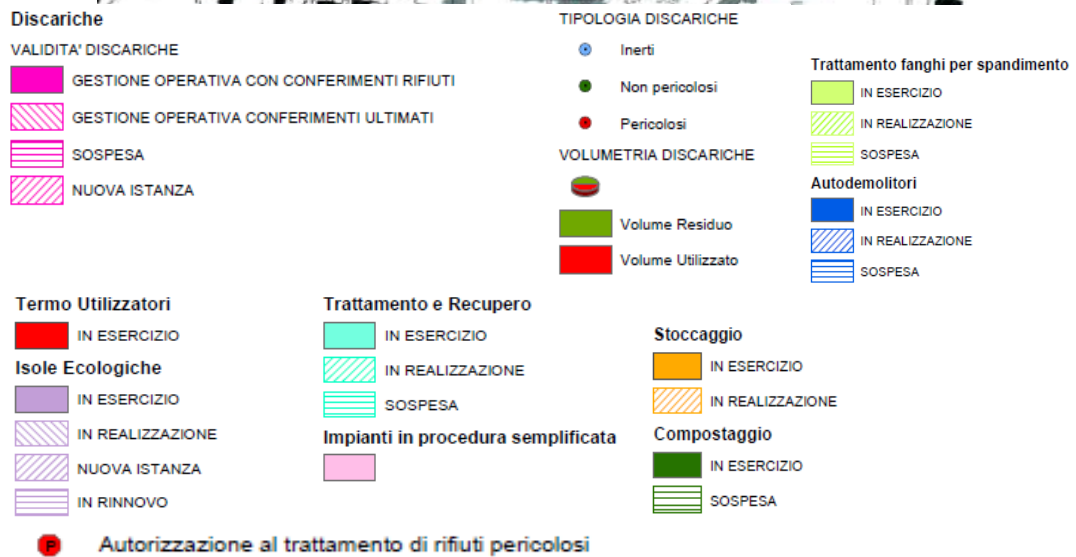 Discariche
VALIDITA' DISCARICHE
GESTIONE OPERATIVA CON CONFERIMENTI RIFIUTI
GESTIONE OPERATIVA CONFERIMENTI ULTIMATI
SOSPESA
NUOVA ISTANZA
TIPOLOGIA DISCARICHE
Inerti
Non pericolosi
Pericolosi
VOLUMETRIA DISCARICHE
Volume Residuo
Volume Utilizzato
Trattamento fanghi per spandimento
IN ESERCIZIO
IN REALIZZAZIONE
SOSPESA
Autodemolitori
IN ESERCIZIO
IN REALIZZAZIONE
SOSPESA
Termo Utilizzatori
IN ESERCIZIO
Isole Ecologiche
IN ESERCIZIO
IN REALIZZAZIONE
NUOVA ISTANZA
IN RINNOVO
Trattamento e Recupero
IN ESERCIZIO
IN REALIZZAZIONE
SOSPESA
Impianti in procedura semplificata
Stoccaggio
IN ESERCIZIO
IN REALIZZAZIONE
Compostaggio
IN ESERCIZIO
SOSPESA
P Autorizzazione al trattamento di rifiuti pericolosi